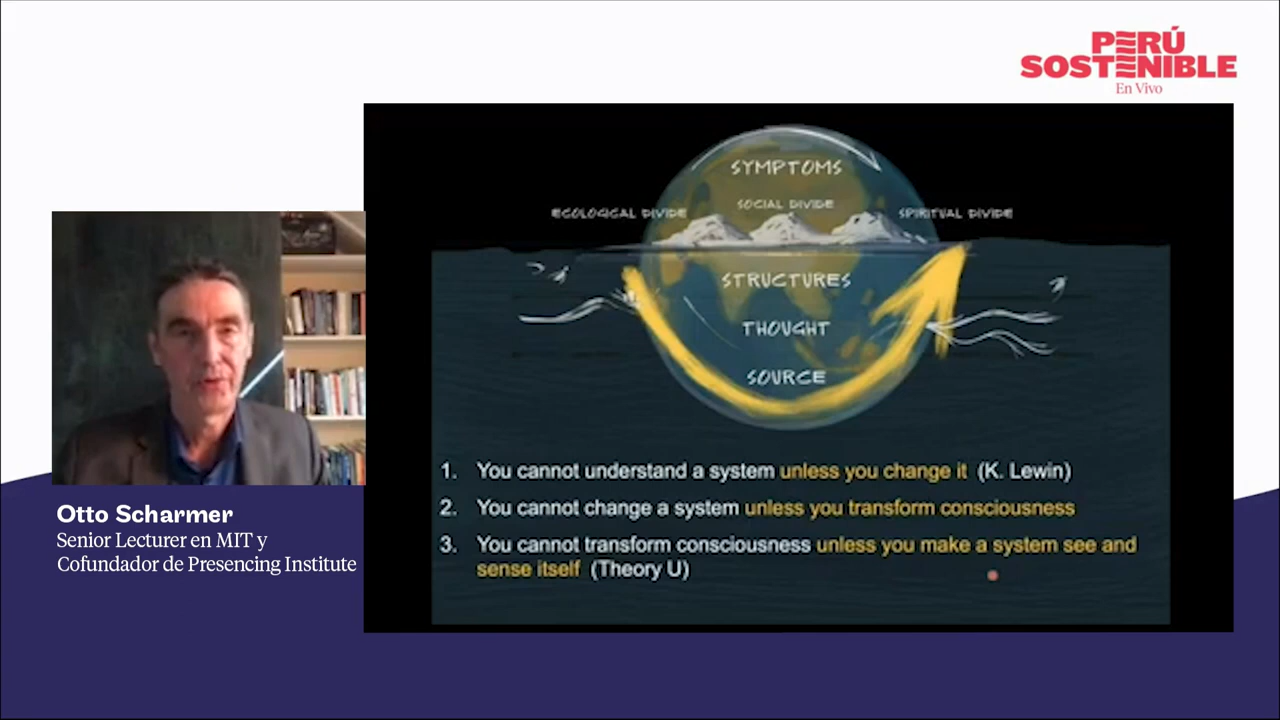 PERÚ
SOSTENIBLE
En Vivo
SYMPTOMS
SOCIAL DIVIDE
ECOLOGICAL DIVIDE
SPIRITUAL DIVIDE
STRUCTURES
THOUGHT
SOURCE
1. You cannot understand a system unless you change it (K. Lewin)
2. You cannot change a system unless you transform consciousness
3. You cannot transform consciousness unless you make a system see and
sense itself (Theory U)
Otto Scharmer
Senior Lecturer en MIT y
Cofundador de Presencing Institute